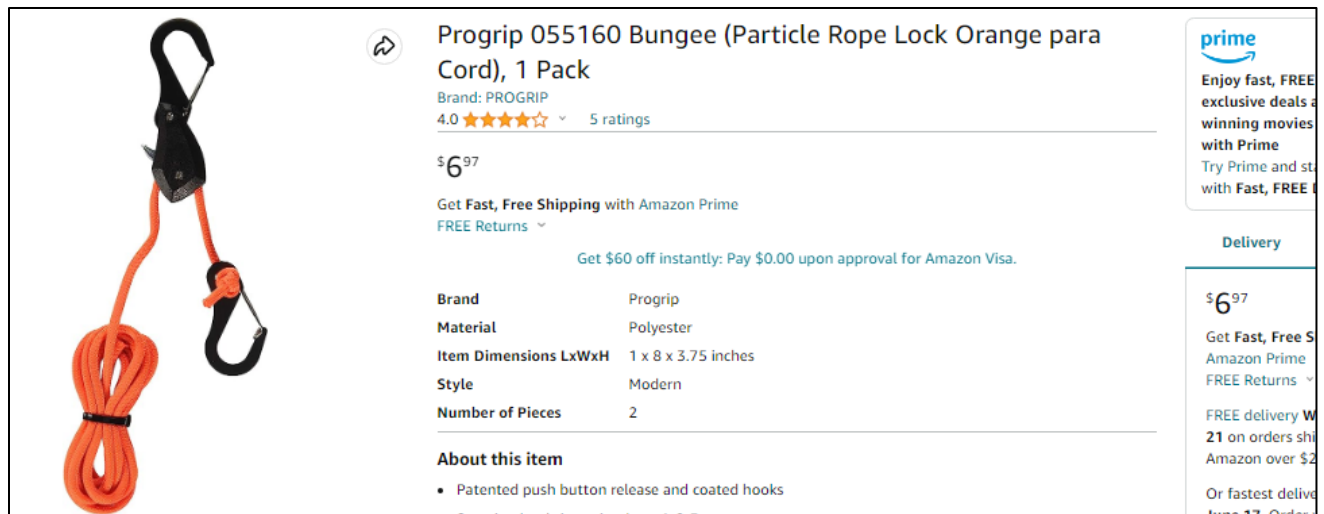 Progrip 055160 Bungee (Particle Rope Lock Orange para
Cord), 1 Pack
Brand: PROGRIP
4.0 5 ratings
$6.97
Get Fast, Free Shipping with Amazon Prime
FREE Returns
Get $60 off instantly: Pay $0.00 upon approval for Amazon Visa.
Brand Progrip
Material Polyester
Item Dimensions LxWxH 1 x 8 x 3.75 inches
Style Modern
Number of Pieces 2
About this item
• Patented push button release and coated hooks
prime
Enjoy fast, FREE
exclusive deals
winning movies
with Prime
Try Prime and
with Fast, FREE
Delivery
$6.97
Get Fast, Free
Amazon Prime
FREE Returns
FREE delivery
21 on orders
Amazon over
Or fastest
June 17